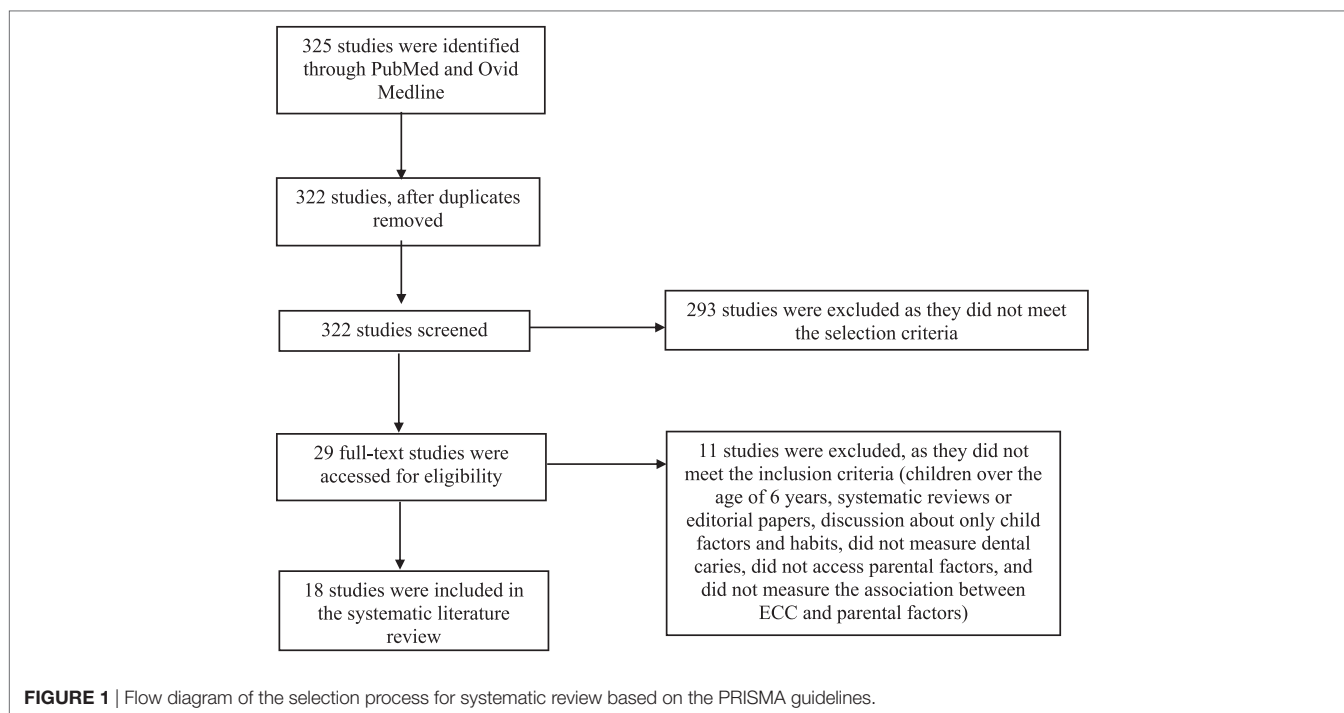 325 studies were identified
through PubMed and Ovid
Medline
322 studies, after duplicates
removed
322 studies screened
293 studies were excluded as they did not meet
the selection criteria
29 full-text studies were
accessed for eligibility
11 studies were excluded, as they did not
meet the inclusion criteria (children over the
age of 6 years, systematic reviews or
editorial papers, discussion about only child
factors and habits, did not measure dental
caries, did not access parental factors, and
did not measure the association between
ECC and parental factors)
18 studies were included in
the systematic literature
review
FIGURE 1 | Flow diagram of the selection process for systematic review based on the PRISMA guidelines.